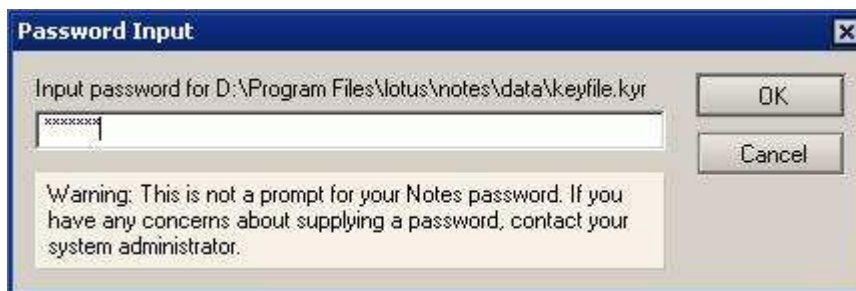 Password Input
Input password for D:\Program Files\lotus\notes\data\keyfile.kyr
OK
xxxxxxx
Cancel
Warning: This is not a prompt for your Notes password. If you
have any concerns about supplying a password, contact your
system administrator.